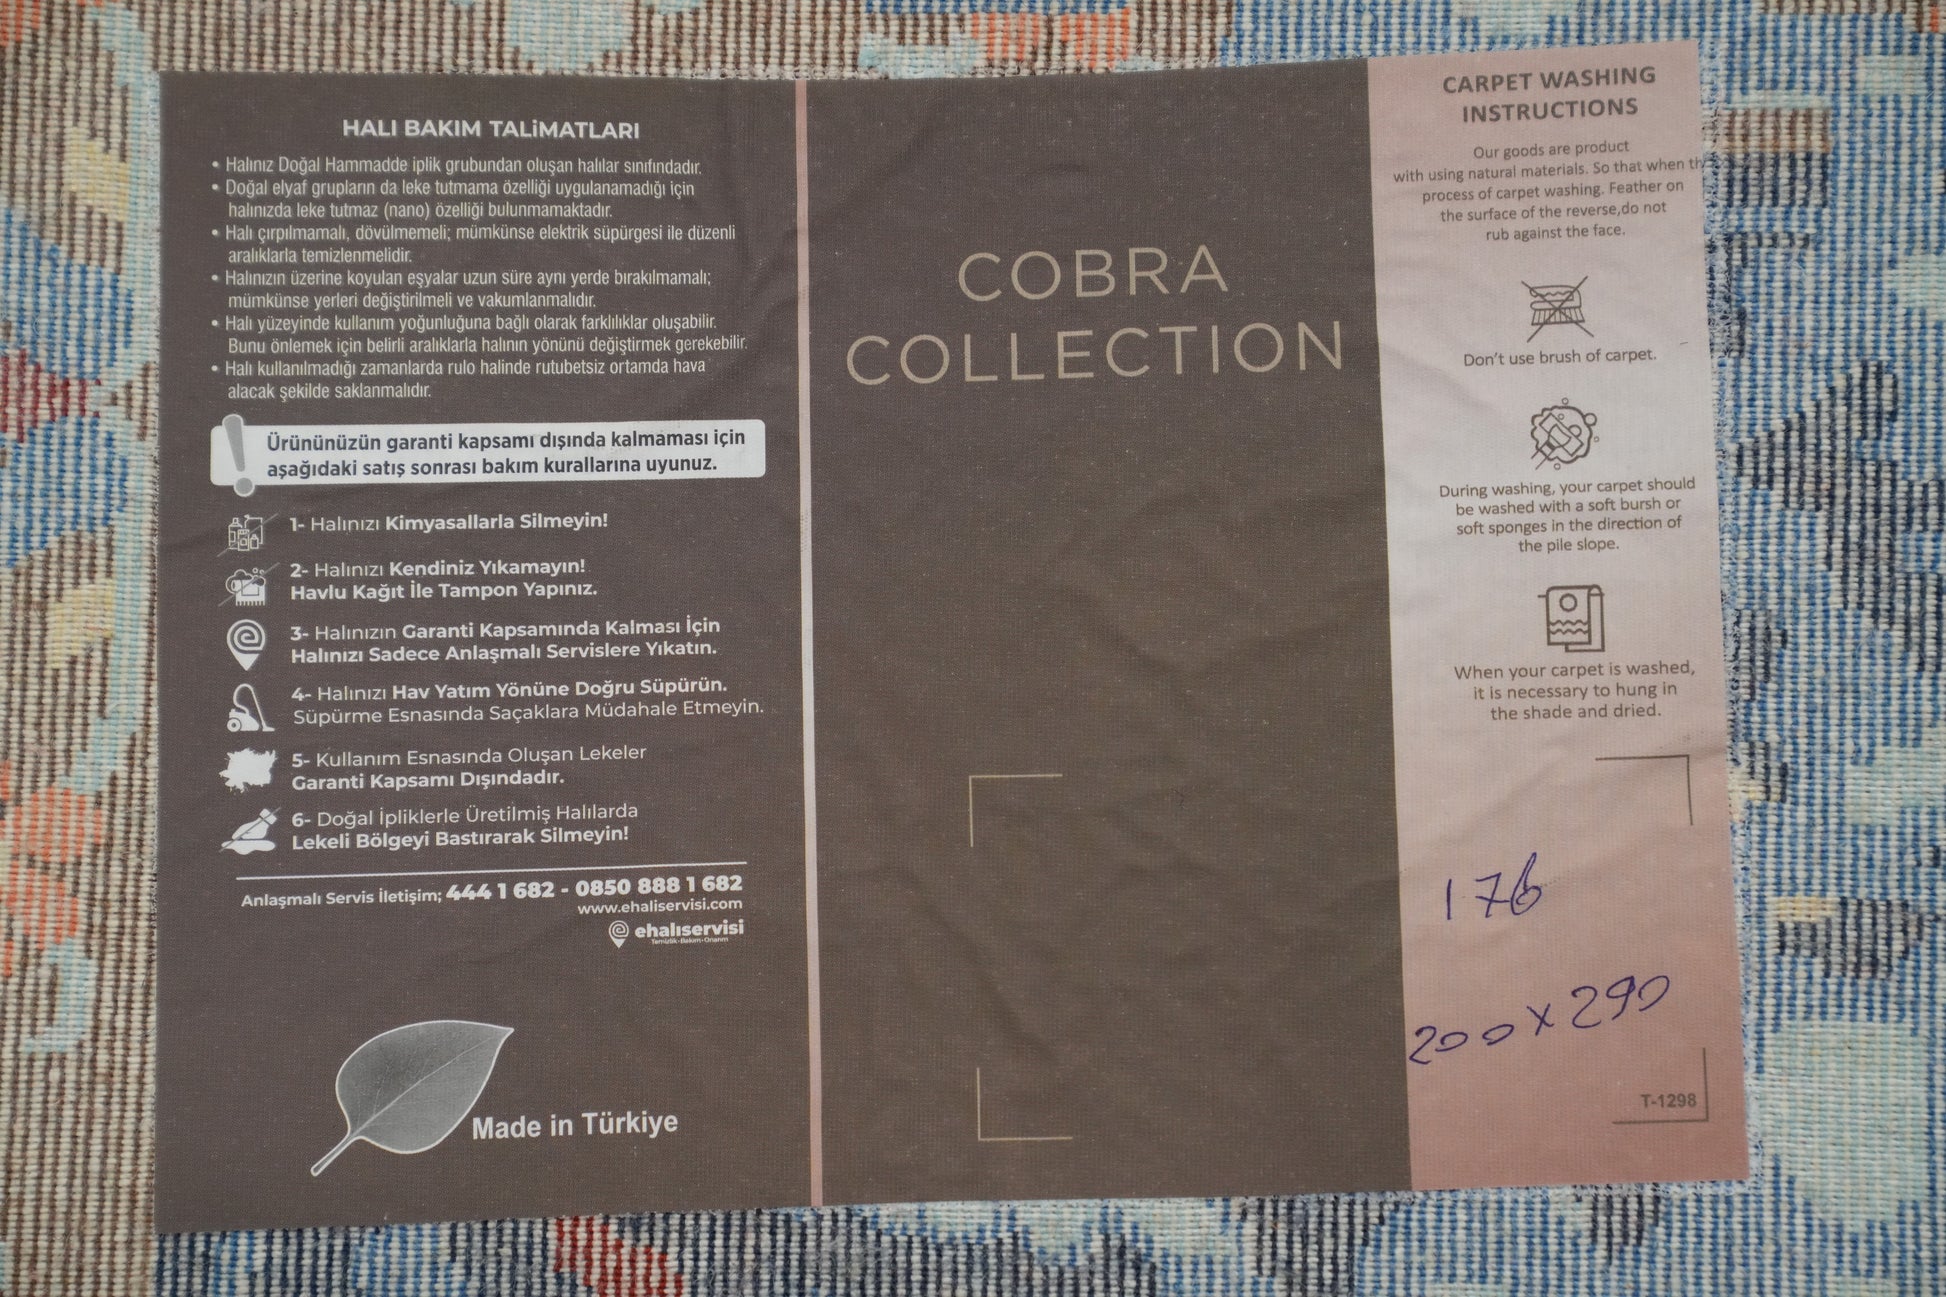 HALI BAKIM TALİMATLARI
• Halınız Doğal Hammadde iplik grubundan oluşan halılar sınıfındadır.
• Doğal elyaf grupların da leke tutmama özelliği uygulanamadığı için
halınızda leke tutmaz (nano) özelliği bulunmamaktadır.
• Halı çırpılmamalı, dövülmemeli; mümkünse elektrik süpürgesi ile düzenli
aralıklarla temizlenmelidir.
• Halınızın üzerine koyulan eşyalar uzun süre aynı yerde bırakılmamalı;
mümkünse yerleri değiştirilmeli ve vakumlanmalıdır.
• Halı yüzeyinde kullanım yoğunluğuna bağlı olarak farklılıklar oluşabilir.
Bunu önlemek için belirli aralıklarla halının yönünü değiştirmek gerekebilir.
• Halı kullanılmadığı zamanlarda rulo halinde rutubetsiz ortamda hava
alacak şekilde saklanmalıdır.
Ürününüzün garanti kapsamı dışında kalmaması için
aşağıdaki satış sonrası bakım kurallarına uyunuz.
1- Halınızı Kimyasallarla Silmeyin!
2- Halınızı Kendiniz Yıkamayın!
Havlu Kağıt İle Tampon Yapınız.
3- Halınızın Garanti Kapsamında Kalması İçin
Halınızı Sadece Anlaşmalı Servislere Yıkatın.
4- Halınızı Hav Yatım Yönüne Doğru Süpürün.
Süpürme Esnasında Saçaklara Müdahale Etmeyin.
5- Kullanım Esnasında Oluşan Lekeler
Garanti Kapsamı Dışındadır.
6- Doğal İpliklerle Üretilmiş Halılarda
Lekeli Bölgeyi Bastırarak Silmeyin!
Anlaşmalı Servis İletişim; 444 1 682 - 0850 888 1 682
www.ehaliservisi.com
ehalıservisi
Temizlik-Bakım-Onarım
Made in Türkiye
COBRA
COLLECTION
CARPET WASHING
INSTRUCTIONS
Our goods are product
with using natural materials. So that when th
process of carpet washing. Feather on
the surface of the reverse,do not
rub against the face.
Don't use brush of carpet.
During washing, your carpet should
be washed with a soft bursh or
soft sponges in the direction of
the pile slope.
When your carpet is washed,
it is necessary to hung in
the shade and dried.
176
200 x 290
T-1298